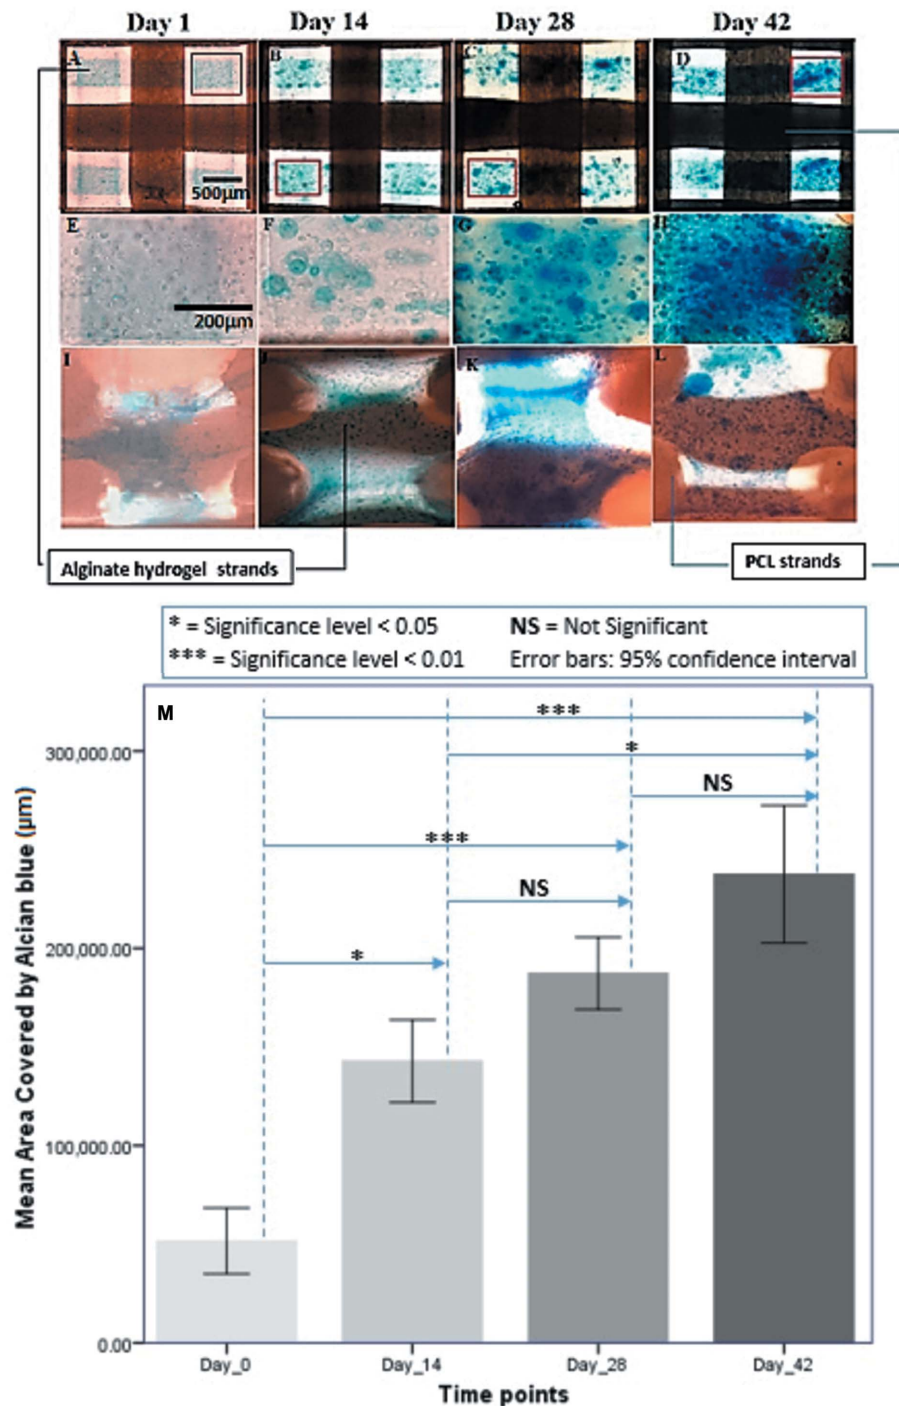 Day 1 Day 14 Day 28 Day 42
A B C D
500μm
E F G H
200μm
I J K L
Alginate hydrogel strands
PCL strands
* = Significance level < 0.05 NS = Not Significant
*** = Significance level < 0.01 Error bars: 95% confidence interval
M
***
*
NS
***
NS
*
300,000.00
200,000.00
100,000.00
0.00
Mean Area Covered by Alcian blue (μm)
Day_0 Day_14 Day_28 Day_42
Time points